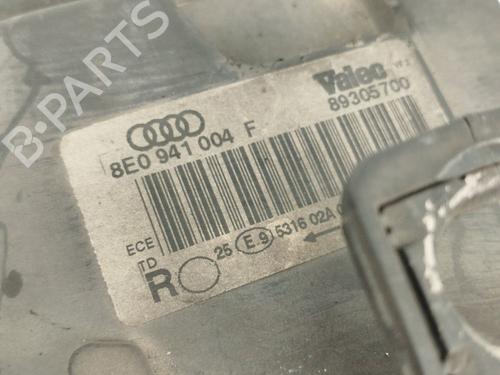 B-PARTS
Valeo
89305700
8E0 941 004 F
ECE
TD
R 25 E 9 5316 02A